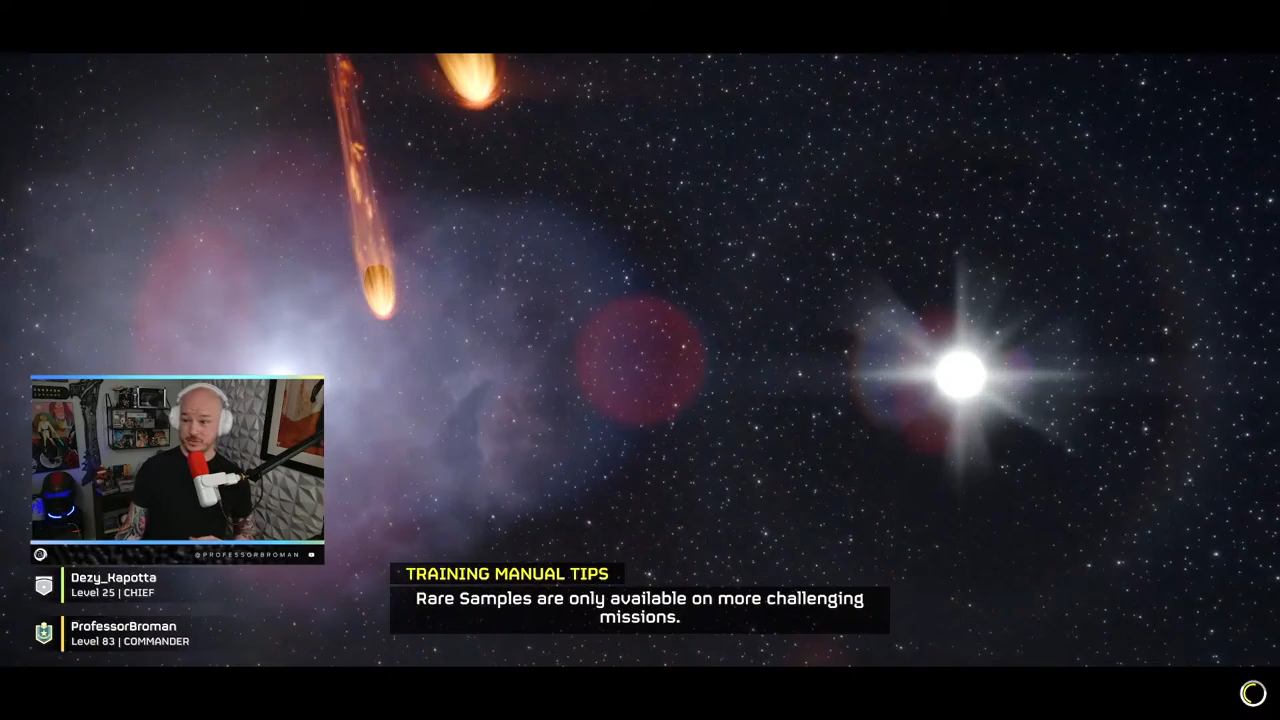 @PROFESSORBROMAN
Dezy_Kapotta
Level 25 | CHIEF
ProfessorBroman
Level 83 | COMMANDER
TRAINING MANUAL TIPS
Rare Samples are only available on more challenging
missions.